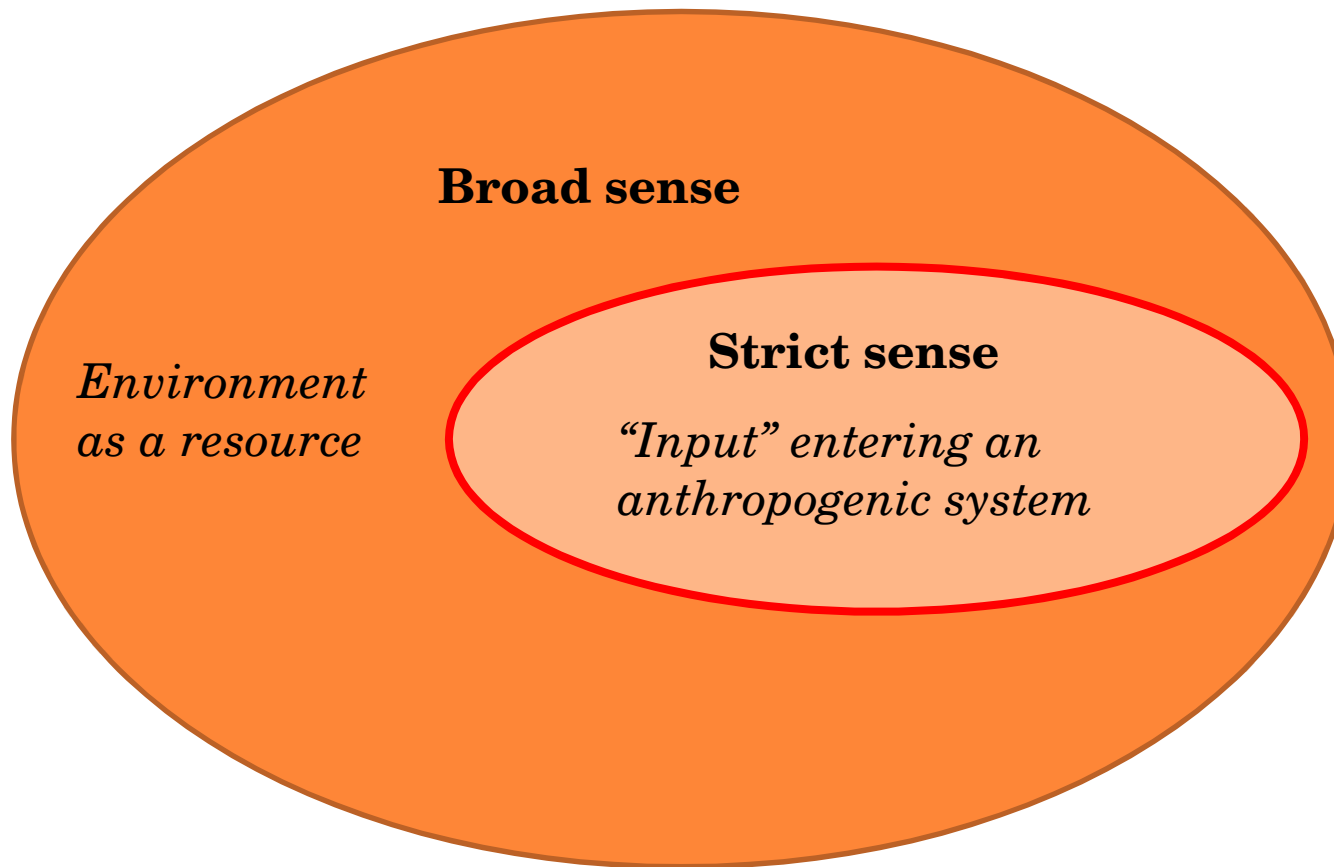 Broad sense
Strict sense
Environment
as a resource
“Input” entering an
anthropogenic system